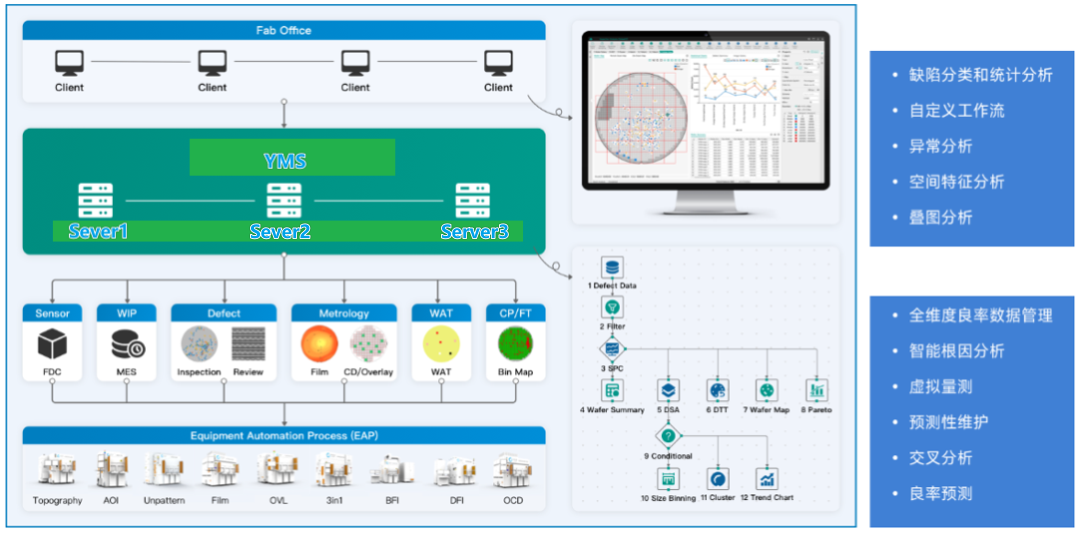 Fab Office
Client Client Client Client
YMS
Sever1 Sever2 Server3
Sensor WIP Defect Metrology WAT CP/FT
FDC MES Inspection Review Film CD/Overlay WAT Bin Map
Equipment Automation Process (EAP)
Topography AOI Unpattern Film OVL 3in1 BFI DFI OCD
1 Defect Data
2 Filter
3 SPC
4 Wafer Summary 5 DSA 6 DTT 7 Wafer Map 8 Pareto
9 Conditional
10 Size Binning 11 Cluster 12 Trend Chart
• 缺陷分类和统计分析
• 自定义工作流
• 异常分析
• 空间特征分析
• 叠图分析
• 全维度良率数据管理
• 智能根因分析
• 虚拟量测
• 预测性维护
• 交叉分析
• 良率预测